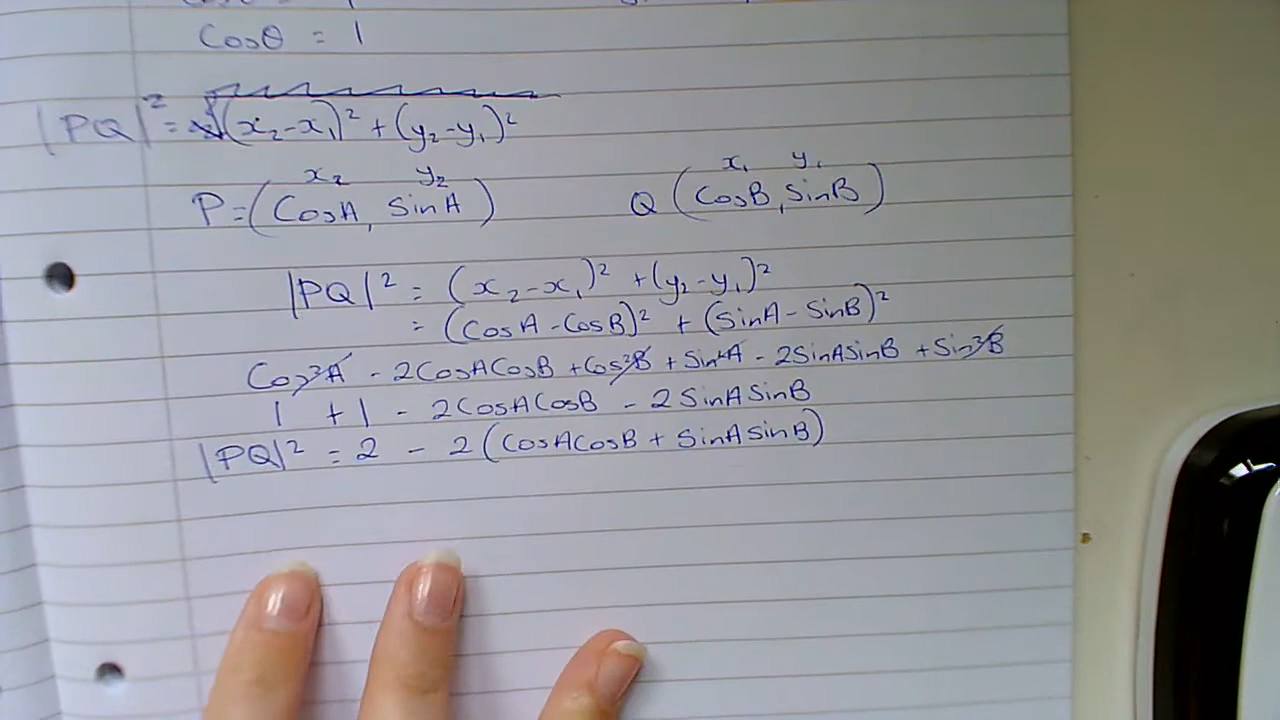 Cosθ = 1
|PQ|² = (x₂-x₁)² + (y₂-y₁)²
x₂ y₂ x₁ y₁
P=(CosA, SinA) Q (CosB, SinB)
|PQ|² = (x₂-x₁)² + (y₂-y₁)²
= (CosA - CosB)² + (SinA - SinB)²
Cos²A - 2CosACosB + Cos²B + Sin²A - 2SinASinB + Sin²B
1 + 1 - 2CosACosB - 2SinASinB
|PQ|² = 2 - 2(CosACosB + SinASinB)